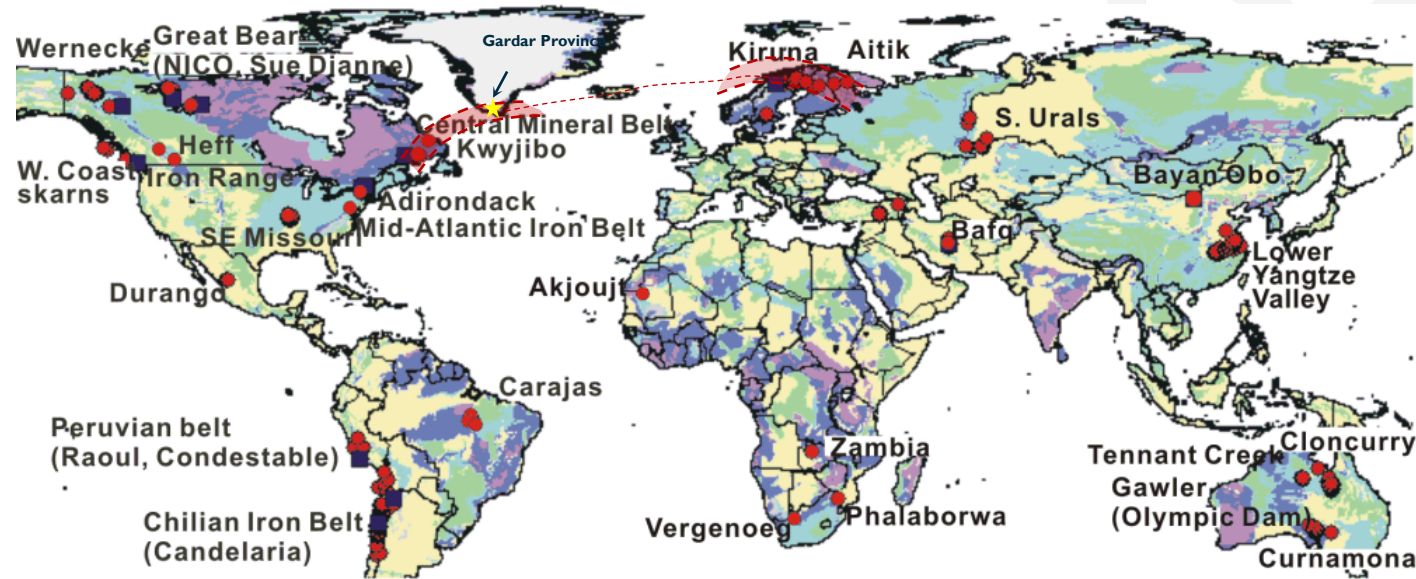 Wernecke
Great Bear
(NICO, Sue Djanne)
Gardar Provinc
Kiruna
Aitik
Central Mineral Belt
Kwyjibo
S. Urals
Heff
W. Coast
skarns
Iron Range
Bayan Obo
Adirondack
Mid-Atlantic Iron Belt
SE Missouri
Bafq
Lower
Yangtze
Valley
Durango
Akjoujt
Carajas
Peruvian belt
(Raoul, Condestable)
Zambia
Cloncurry
Tennant Creek
Gawler
(Olympic Dam)
Chilian Iron Belt
(Candelaria)
Vergenoeg
Phalaborwa
Curnamona